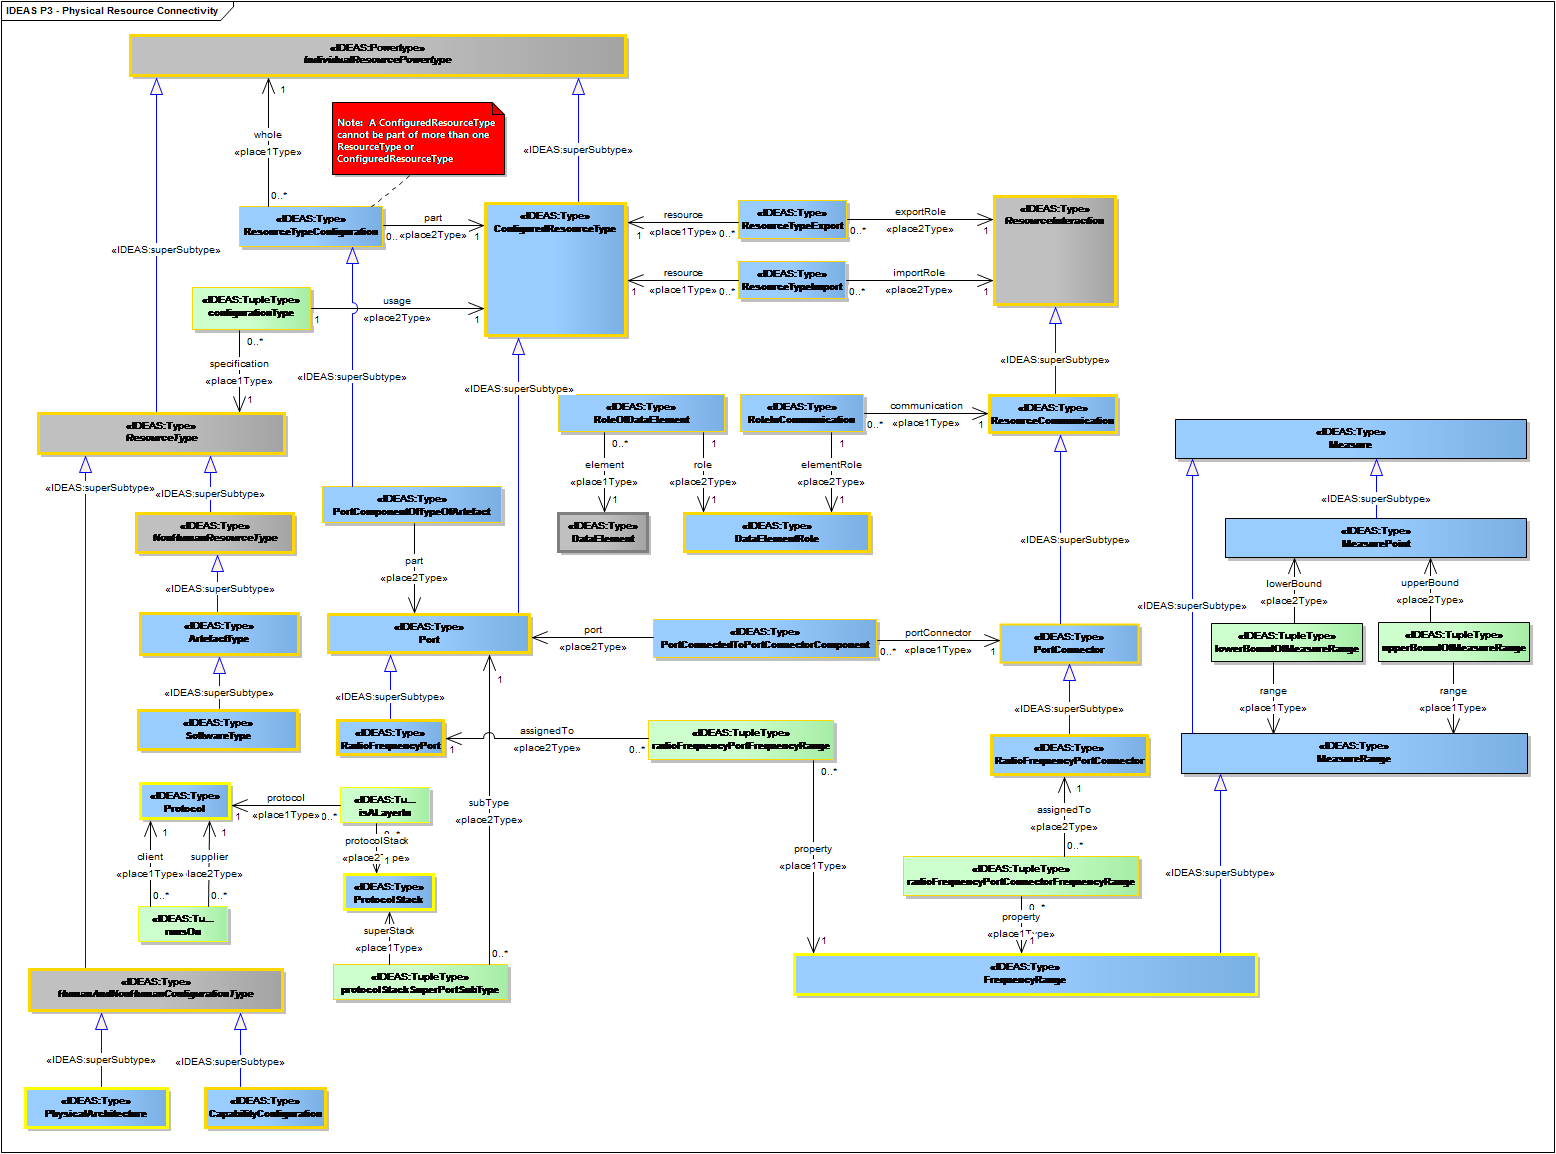 IDEAS P3 - Physical Resource Connectivity
«IDEAS:Powertype»
IndividualResourcePowertype
1
whole
«place1Type»
0..*
Note:  A ConfiguredResourceType
cannot be part of more than one
ResourceType or
ConfiguredResourceType
«IDEAS:superSubtype»
«IDEAS:Type»
ResourceTypeConfiguration
part
0..
«place2Type»
1
«IDEAS:Type»
ConfiguredResourceType
resource
1
«place1Type»
0..*
«IDEAS:Type»
ResourceTypeExport
exportRole
0..*
«place2Type»
1
«IDEAS:Type»
ResourceInteraction
«IDEAS:superSubtype»
resource
1
«place1Type»
0..*
«IDEAS:Type»
ResourceTypeImport
importRole
0..*
«place2Type»
1
«IDEAS:TupleType»
configurationType
usage
1
«place2Type»
1
0..*
specification
«place1Type»
1
«IDEAS:superSubtype»
«IDEAS:superSubtype»
«IDEAS:superSubtype»
«IDEAS:Type»
ResourceType
«IDEAS:Type»
RoleOfDataElement
«IDEAS:Type»
RoleInCommunication
communication
0..*
«place1Type»
1
«IDEAS:Type»
ResourceCommunication
0..*
element
«place1Type»
1
1
role
«place2Type»
1
1
elementRole
«place2Type»
1
«IDEAS:Type»
Measure
«IDEAS:superSubtype»
«IDEAS:superSubtype»
«IDEAS:superSubtype»
«IDEAS:Type»
NonHumanResourceType
«IDEAS:Type»
PortComponentOfTypeOfArtefact
«IDEAS:Type»
DataElement
«IDEAS:Type»
DataElementRole
«IDEAS:superSubtype»
«IDEAS:Type»
MeasurePoint
part
«place2Type»
«IDEAS:superSubtype»
lowerBound
«place2Type»
upperBound
«place2Type»
«IDEAS:superSubtype»
«IDEAS:Type»
ArtefactType
«IDEAS:Type»
Port
port
«place2Type»
«IDEAS:Type»
PortConnectedToPortConnectorComponent
portConnector
0..*
«place1Type»
1
«IDEAS:Type»
PortConnector
«IDEAS:TupleType»
lowerBoundOfMeasureRange
«IDEAS:TupleType»
upperBoundOfMeasureRange
«IDEAS:superSubtype»
«IDEAS:superSubtype»
1
«IDEAS:superSubtype»
range
«place1Type»
range
«place1Type»
«IDEAS:Type»
SoftwareType
«IDEAS:Type»
RadioFrequencyPort
assignedTo
1
«place2Type»
0..*
«IDEAS:TupleType»
radioFrequencyPortFrequencyRange
0..*
«IDEAS:Type»
RadioFrequencyPortConnector
«IDEAS:Type»
MeasureRange
«IDEAS:Type»
Protocol
protocol
1
«place1Type»
0..*
«IDEAS:Tu...
isALayerIn
0..*
protocolStack
«place2Type»
1
subType
«place2Type»
1
assignedTo
«place2Type»
0..*
1
client
«place1Type»
0..*
1
supplier
«place2Type»
0..*
property
«place1Type»
1
«IDEAS:TupleType»
radioFrequencyPortConnectorFrequencyRange
«IDEAS:superSubtype»
«IDEAS:Type»
ProtocolStack
«IDEAS:Tu...
runsOn
superStack
«place1Type»
0..*
0..*
property
«place1Type»
1
«IDEAS:TupleType»
protocolStackSuperPortSubType
«IDEAS:Type»
FrequencyRange
«IDEAS:Type»
HumanAndNonHumanConfigurationType
«IDEAS:superSubtype»
«IDEAS:superSubtype»
«IDEAS:Type»
PhysicalArchitecture
«IDEAS:Type»
CapabilityConfiguration